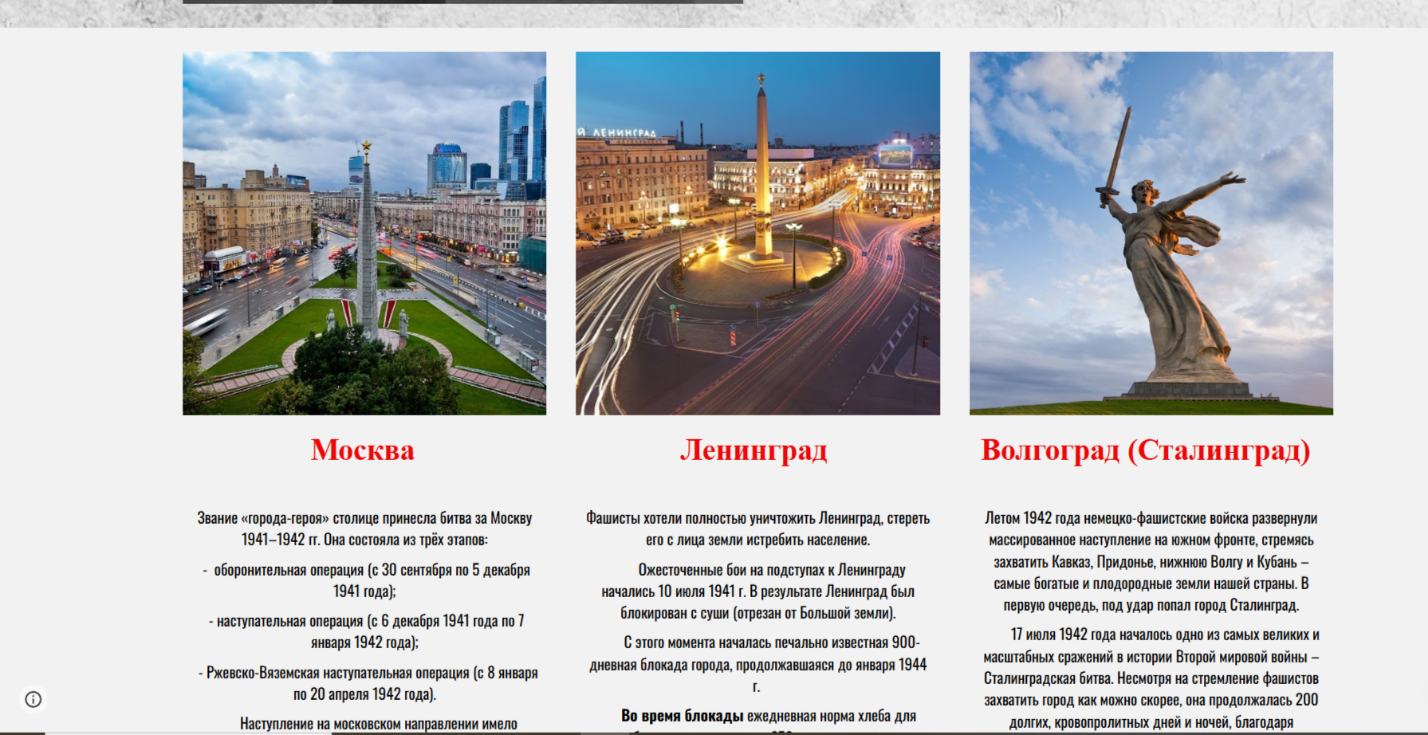 Й ЛЕНИНГРАД
Москва
Звание «города-героя» столице принесла битва за Москву
1941–1942 гг. Она состояла из трёх этапов:
- оборонительная операция (с 30 сентября по 5 декабря
1941 года);
- наступательная операция (с 6 декабря 1941 года по 7
января 1942 года);
- Ржевско-Вяземская наступательная операция (с 8 января
по 20 апреля 1942 года).
Наступление на московском направлении имело
Ленинград
Фашисты хотели полностью уничтожить Ленинград, стереть
его с лица земли истребить население.
Ожесточенные бои на подступах к Ленинграду
начались 10 июля 1941 г. В результате Ленинград был
блокирован с суши (отрезан от Большой земли).
С этого момента началась печально известная 900-
дневная блокада города, продолжавшаяся до января 1944
г.
Во время блокады ежедневная норма хлеба для
Волгоград (Сталинград)
Летом 1942 года немецко-фашистские войска развернули
массированное наступление на южном фронте, стремясь
захватить Кавказ, Придонье, нижнюю Волгу и Кубань –
самые богатые и плодородные земли нашей страны. В
первую очередь, под удар попал город Сталинград.
17 июля 1942 года началось одно из самых великих и
масштабных сражений в истории Второй мировой войны –
Сталинградская битва. Несмотря на стремление фашистов
захватить город как можно скорее, она продолжалась 200
долгих, кровопролитных дней и ночей, благодаря